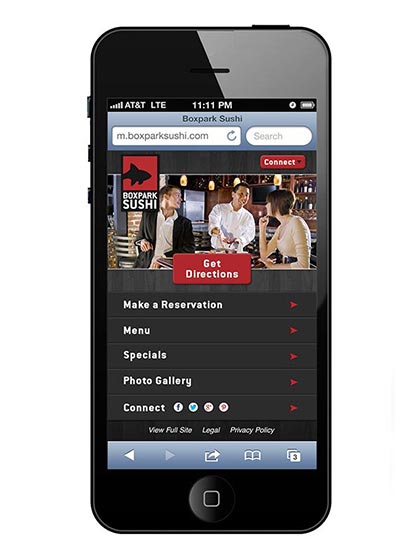 AT&T LTE 11:11 PM
Boxpark Sushi
m.boxparksushi.com Search
Connect
BOXPARK
SUSHI
Get
Directions
Make a Reservation
Menu
Specials
Photo Gallery
Connect
View Full Site Legal Privacy Policy
3